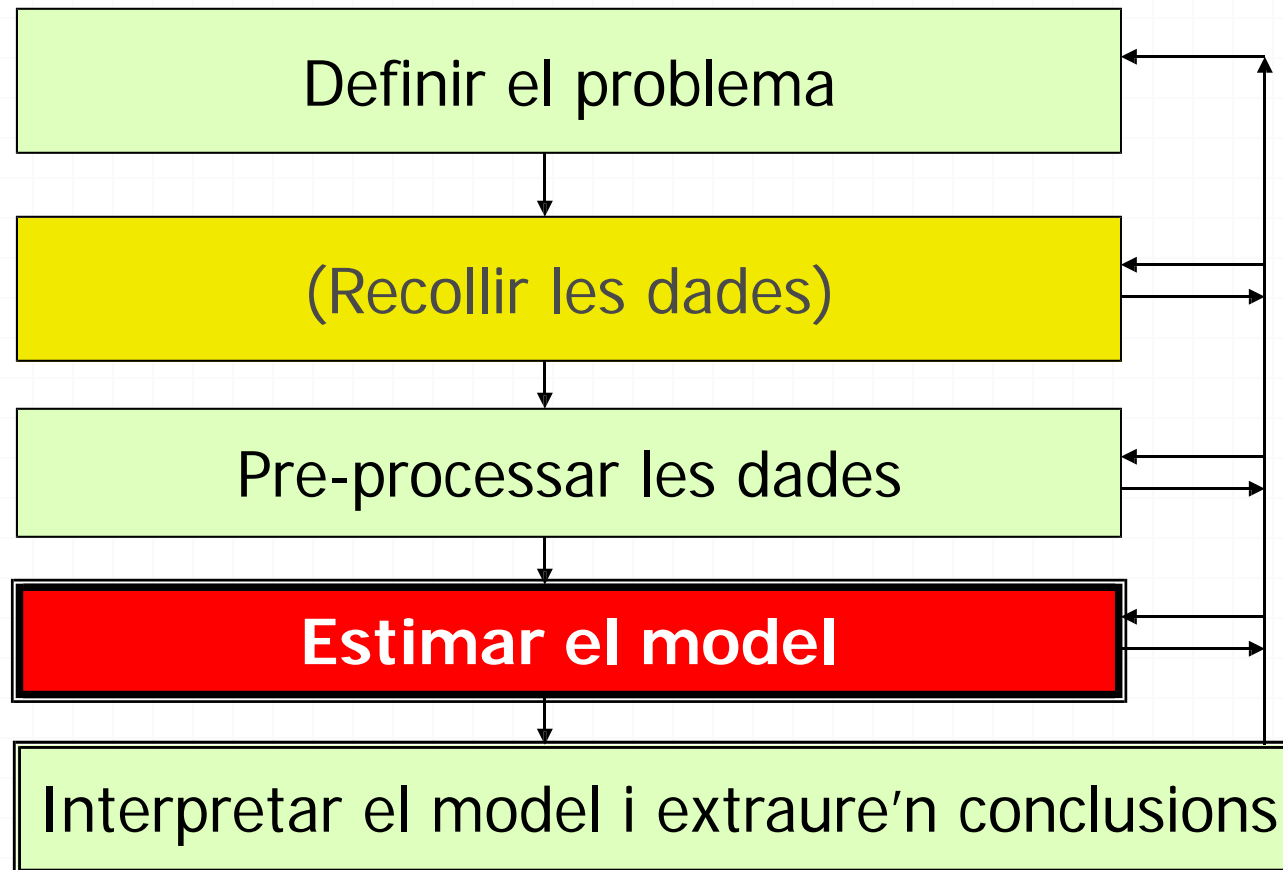 Definir el problema
(Recollir les dades)
Pre-processar les dades
Estimar el model
Interpretar el model i extraure’n conclusions